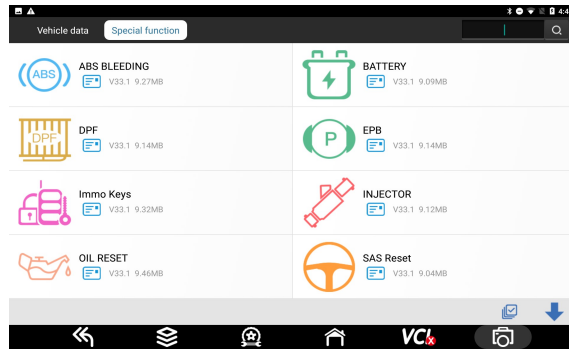 4:4
Vehicle data
Special function
ABS
ABS BLEEDING
V33.1 9.27MB
BATTERY
V33.1 9.09MB
DPF
DPF
V33.1 9.14MB
P
EPB
V33.1 9.14MB
Immo Keys
V33.1 9.32MB
INJECTOR
V33.1 9.12MB
OIL RESET
V33.1 9.46MB
SAS Reset
V33.1 9.04MB
VCI